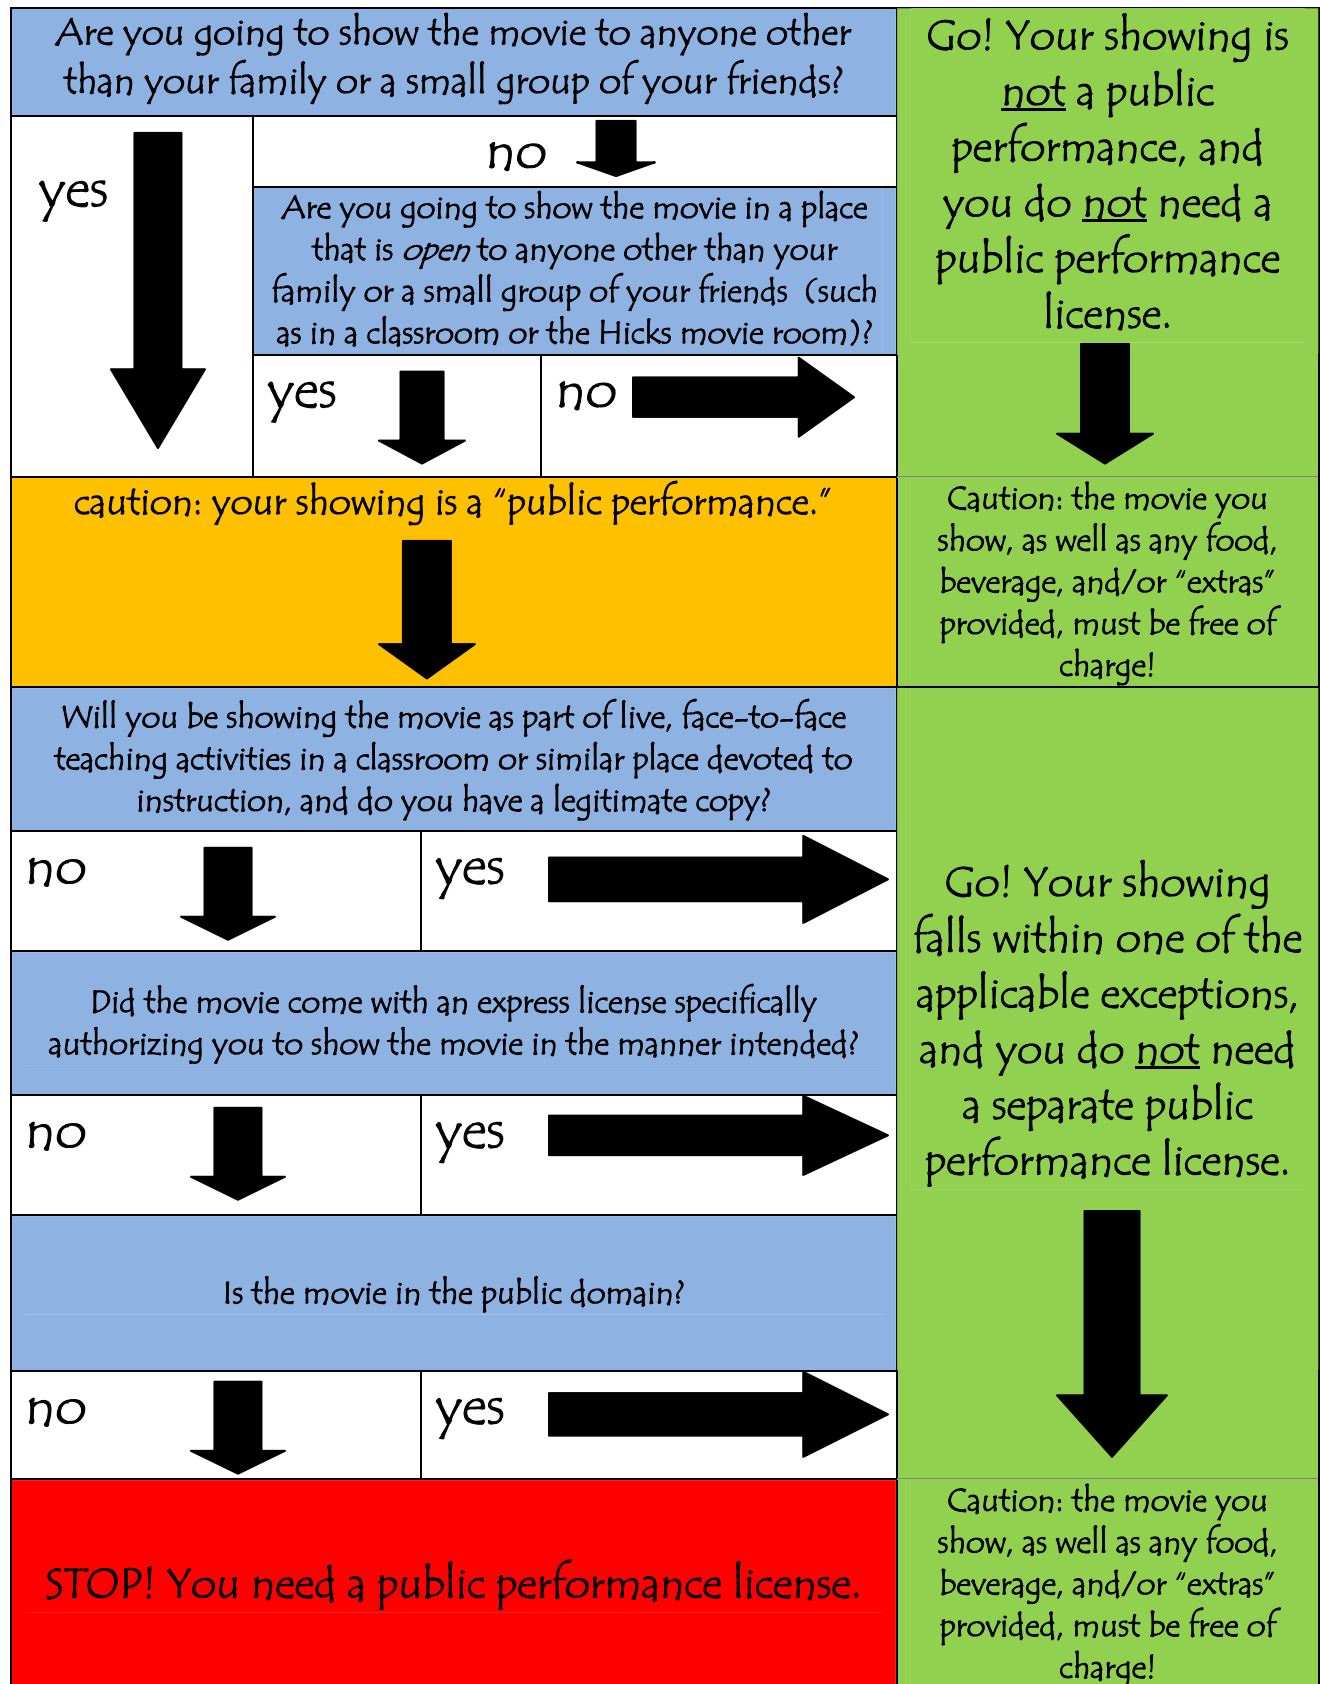 Are you going to show the movie to anyone other
than your family or a small group of your friends?
yes
no
Are you going to show the movie in a place
that is open to anyone other than your
family or a small group of your friends (such
as in a classroom or the Hicks movie room)?
yes
no
Go! Your showing is
not a public
performance, and
you do not need a
public performance
license.
caution: your showing is a “public performance.”
Caution: the movie you
show, as well as any food,
beverage, and/or “extras”
provided, must be free of
charge!
Will you be showing the movie as part of live, face-to-face
teaching activities in a classroom or similar place devoted to
instruction, and do you have a legitimate copy?
no
yes
Did the movie come with an express license specifically
authorizing you to show the movie in the manner intended?
no
yes
Is the movie in the public domain?
no
yes
Go! Your showing
falls within one of the
applicable exceptions,
and you do not need
a separate public
performance license.
STOP! You need a public performance license.
Caution: the movie you
show, as well as any food,
beverage, and/or “extras”
provided, must be free of
charge!